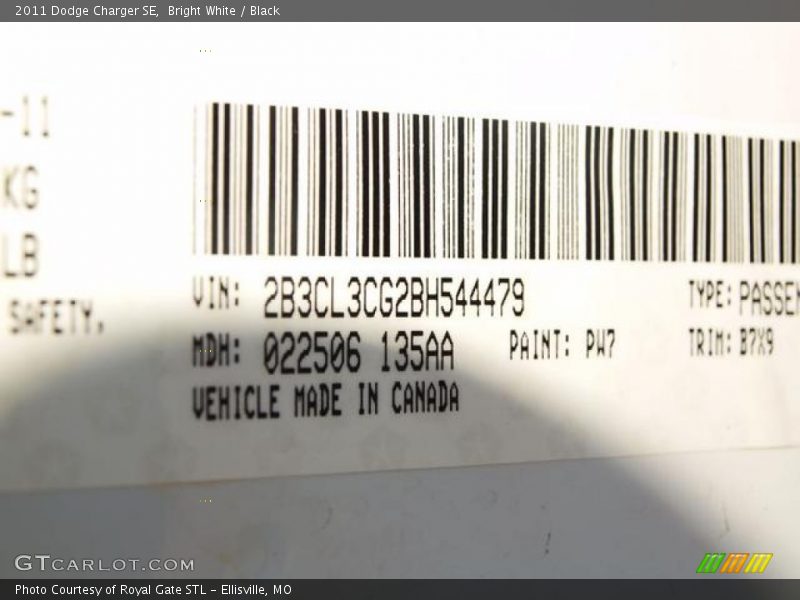 2011 Dodge Charger SE,  Bright White / Black
-11
KG
LB
SAFETY,
VIN: 2B3CL3CG2BH544479
TYPE: PASSEN
MDH: 022506 135AA
PAINT: PW7
TRIM: B7X9
VEHICLE MADE IN CANADA
GTCARLOT.COM
Photo Courtesy of Royal Gate STL - Ellisville, MO